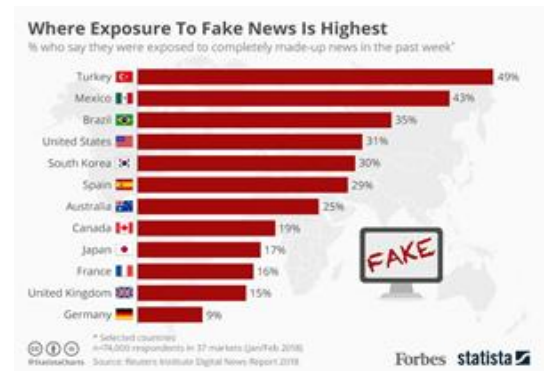 Where Exposure To Fake News Is Highest
% who say they were exposed to completely made-up news in the past week*
Turkey 49%
Mexico 43%
Brazil 35%
United States 31%
South Korea 30%
Spain 29%
Australia 25%
Canada 19%
Japan 17%
France 16%
United Kingdom 15%
Germany 9%
FAKE
* Selected countries
n=74,000 respondents in 37 markets (Jan/Feb 2018)
@StatistaCharts Source: Reuters Institute Digital News Report 2018
Forbes statista